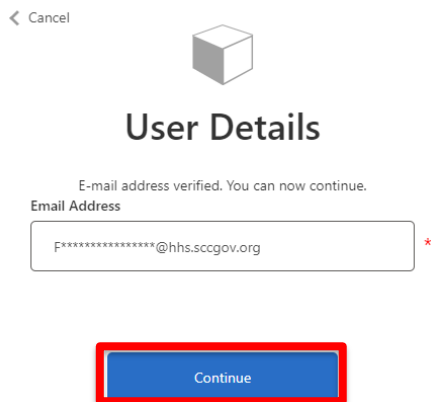 Cancel
User Details
E-mail address verified. You can now continue.
Email Address
F****************@hhs.sccgov.org
*
Continue